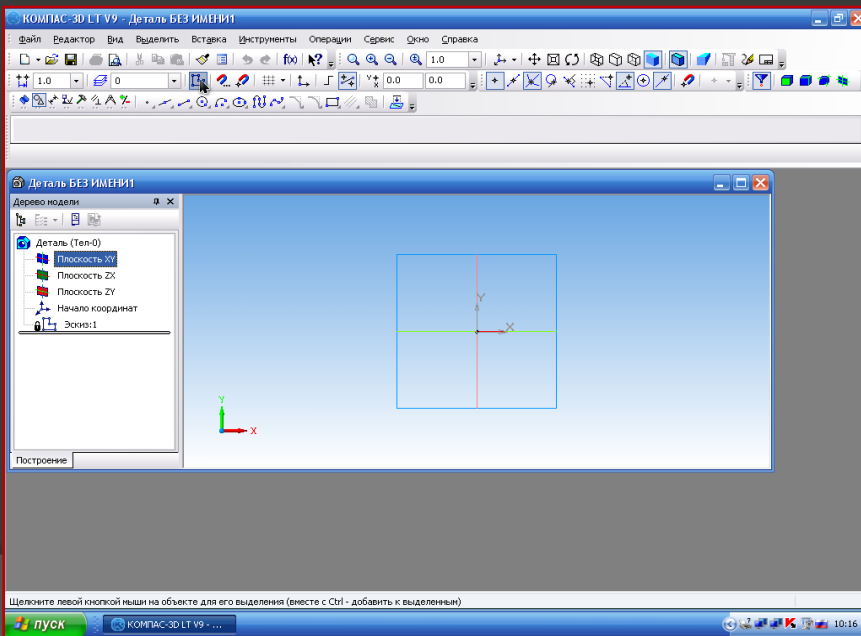 КОМПАС-3D LT V9 - Деталь БЕЗ ИМЕНИ1
Файл Редактор Вид Выделить Вставка Инструменты Операции Сервис Окно Справка
f(x) 1.0
1.0 0 0.0 0.0
Деталь БЕЗ ИМЕНИ1
Дерево модели
Деталь (Тел-0)
Плоскость XY
Плоскость ZX
Плоскость ZY
Начало координат
Эскиз:1
Y
X
Y
X
Построение
Щелкните левой кнопкой мыши на объекте для его выделения (вместе с Ctrl - добавить к выделенным)
пуск КОМПАС-3D LT V9 - ... 10:16